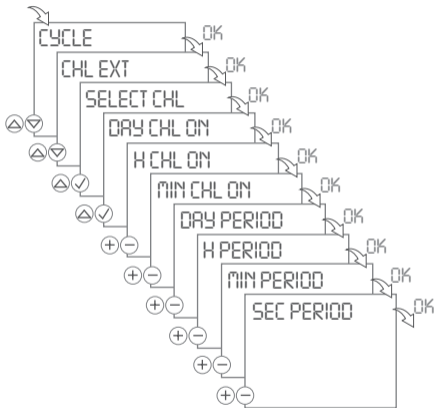 CYCLE
OK
CHL EXT
OK
SELECT CHL
OK
DAY CHL ON
OK
H CHL ON
OK
MIN CHL ON
OK
DAY PERIOD
OK
H PERIOD
OK
MIN PERIOD
OK
SEC PERIOD
OK